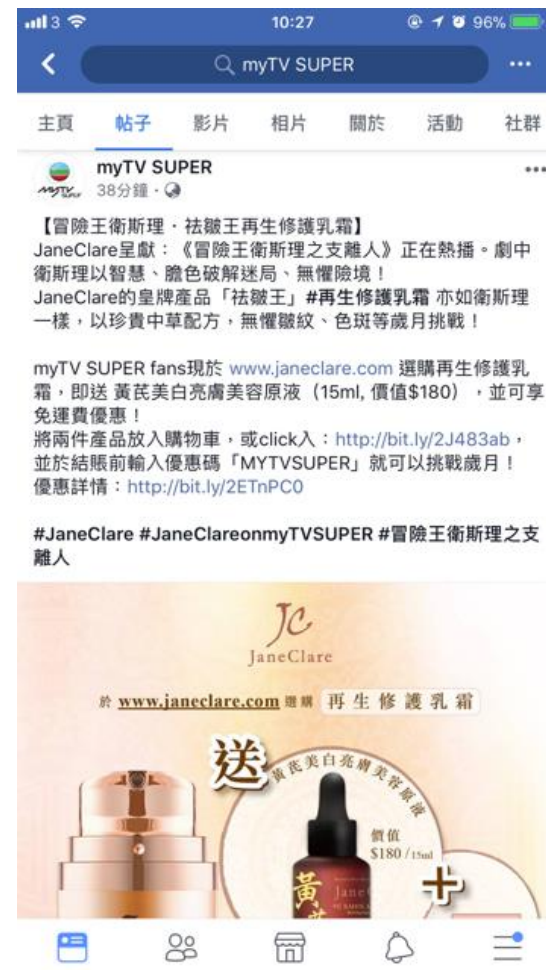 3 10:27 96%
myTV SUPER
主頁 帖子 影片 相片 關於 活動 社群
myTV SUPER
38分鐘 ·
【冒險王衛斯理 · 祛皺王再生修護乳霜】
JaneClare呈獻：《冒險王衛斯理之支離人》正在熱播。劇中
衛斯理以智慧、膽色破解迷局、無懼險境！
JaneClare的皇牌產品「祛皺王」#再生修護乳霜 亦如衛斯理
一樣，以珍貴中草配方，無懼皺紋、色斑等歲月挑戰！
myTV SUPER fans現於 www.janeclare.com 選購再生修護乳
霜，即送 黃芪美白亮膚美容原液（15ml, 價值$180），並可享
免運費優惠！
將兩件產品放入購物車，或click入：http://bit.ly/2J483ab，
並於結賬前輸入優惠碼「MYTVSUPER」就可以挑戰歲月！
優惠詳情：http://bit.ly/2ETnPC0
#JaneClare #JaneClareonmyTVSUPER #冒險王衛斯理之支
離人
JC
JaneClare
於 www.janeclare.com 選購 再生修護乳霜
送
黃芪美白亮膚美容原液
價值
$180 /15ml
黃
+